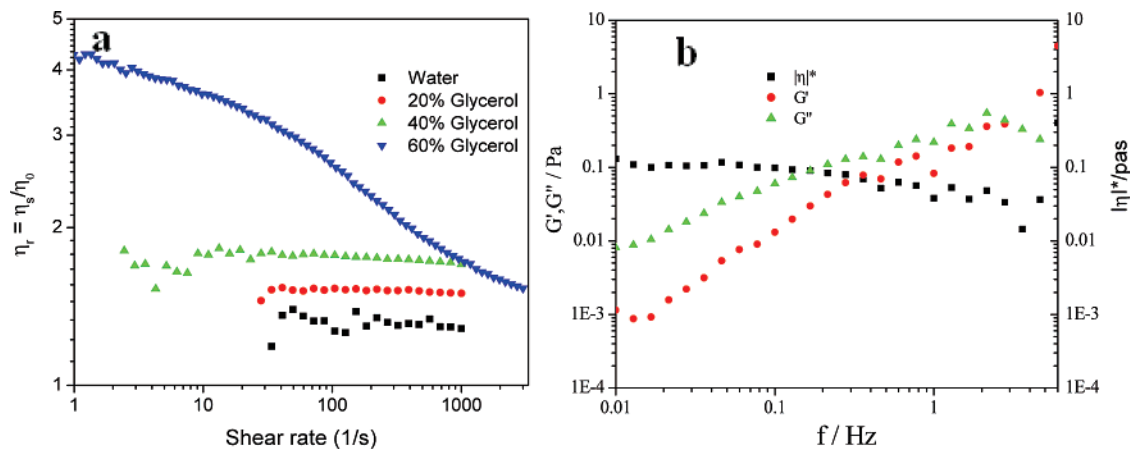 a
5
4
3
2
1
1
10
100
1000
ηr = ηs/η0
Shear rate (1/s)
Water
20% Glycerol
40% Glycerol
60% Glycerol
b
10
1
0.1
0.01
1E-3
1E-4
0.01
0.1
1
G',G'' / Pa
f / Hz
|η|*
G'
G''
10
1
0.1
0.01
1E-3
1E-4
|η|*/pas